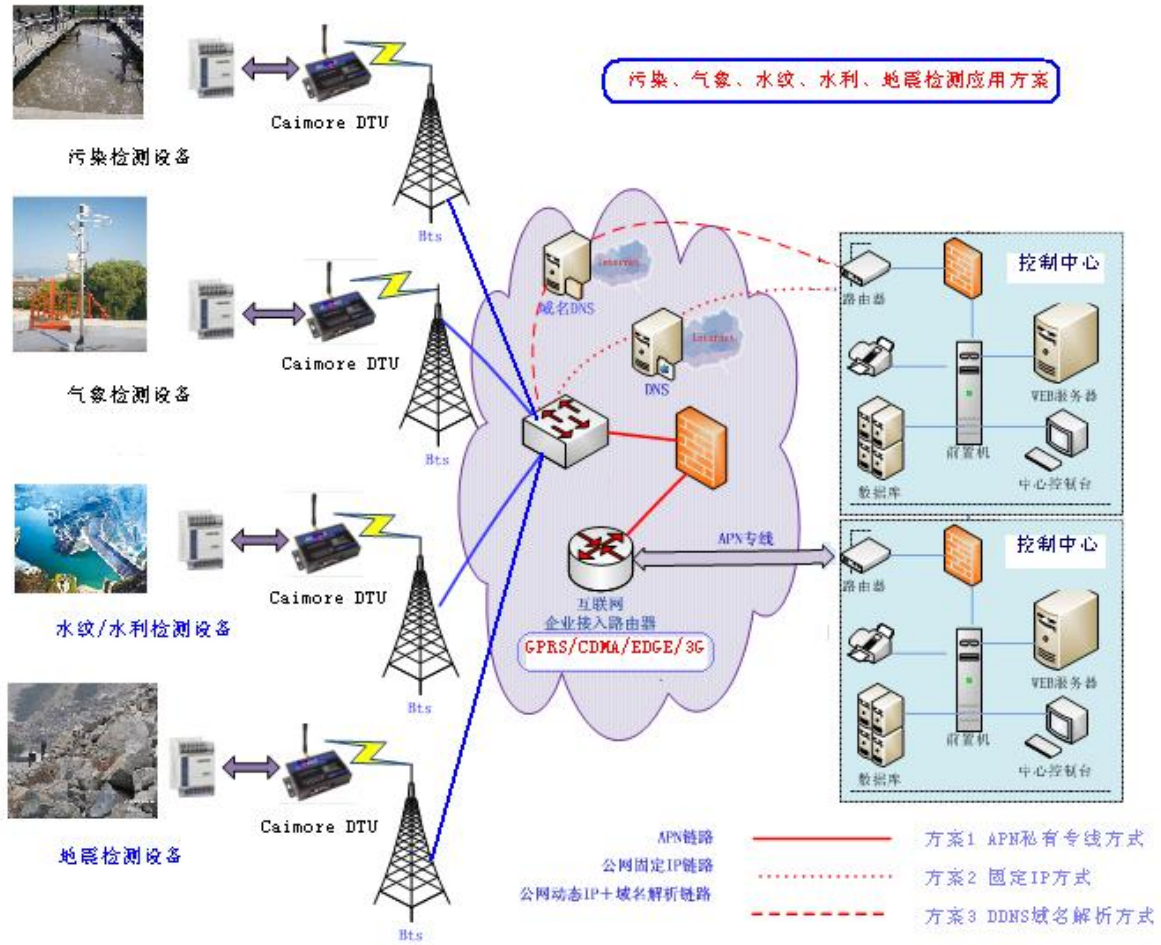 污染、气象、水纹、水利、地震检测应用方案
Caimore DTU
污染检测设备
Bts
Internet
域名DNS
控制中心
路由器
Caimore DTU
气象检测设备
Bts
Internet
DNS
WEB服务器
前置机
数据库
中心控制台
Caimore DTU
水纹/水利检测设备
Bts
APN专线
互联网
企业接入路由器
GPRS/CDMA/EDGE/3G
控制中心
路由器
WEB服务器
前置机
数据库
中心控制台
Caimore DTU
地震检测设备
Bts
APN链路
方案1 APN私有专线方式
公网固定IP链路
方案2 固定IP方式
公网动态IP+域名解析链路
方案3 DDNS域名解析方式